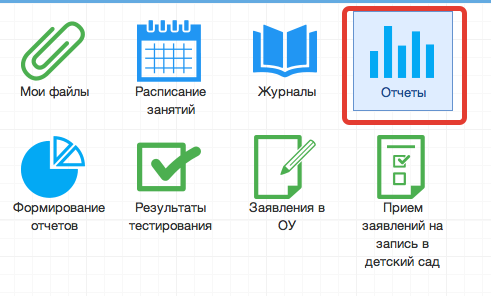 Мои файлы
Расписание
занятий
Журналы
Отчеты
Формирование
отчетов
Результаты
тестирования
Заявления в
ОУ
Прием
заявлений на
запись в
детский сад